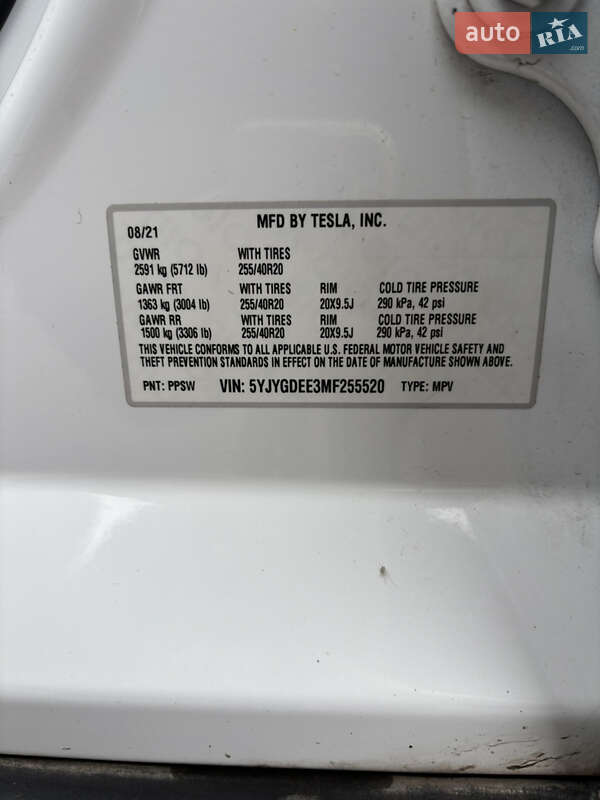 auto RIA .com
08/21 MFD BY TESLA, INC.
GVWR WITH TIRES
2591 kg (5712 lb) 255/40R20
GAWR FRT WITH TIRES RIM COLD TIRE PRESSURE
1363 kg (3004 lb) 255/40R20 20X9.5J 290 kPa, 42 psi
GAWR RR WITH TIRES RIM COLD TIRE PRESSURE
1500 kg (3306 lb) 255/40R20 20X9.5J 290 kPa, 42 psi
THIS VEHICLE CONFORMS TO ALL APPLICABLE U.S. FEDERAL MOTOR VEHICLE SAFETY AND
THEFT PREVENTION STANDARDS IN EFFECT ON THE DATE OF MANUFACTURE SHOWN ABOVE.
PNT: PPSW VIN: 5YJYGDEE3MF255520 TYPE: MPV